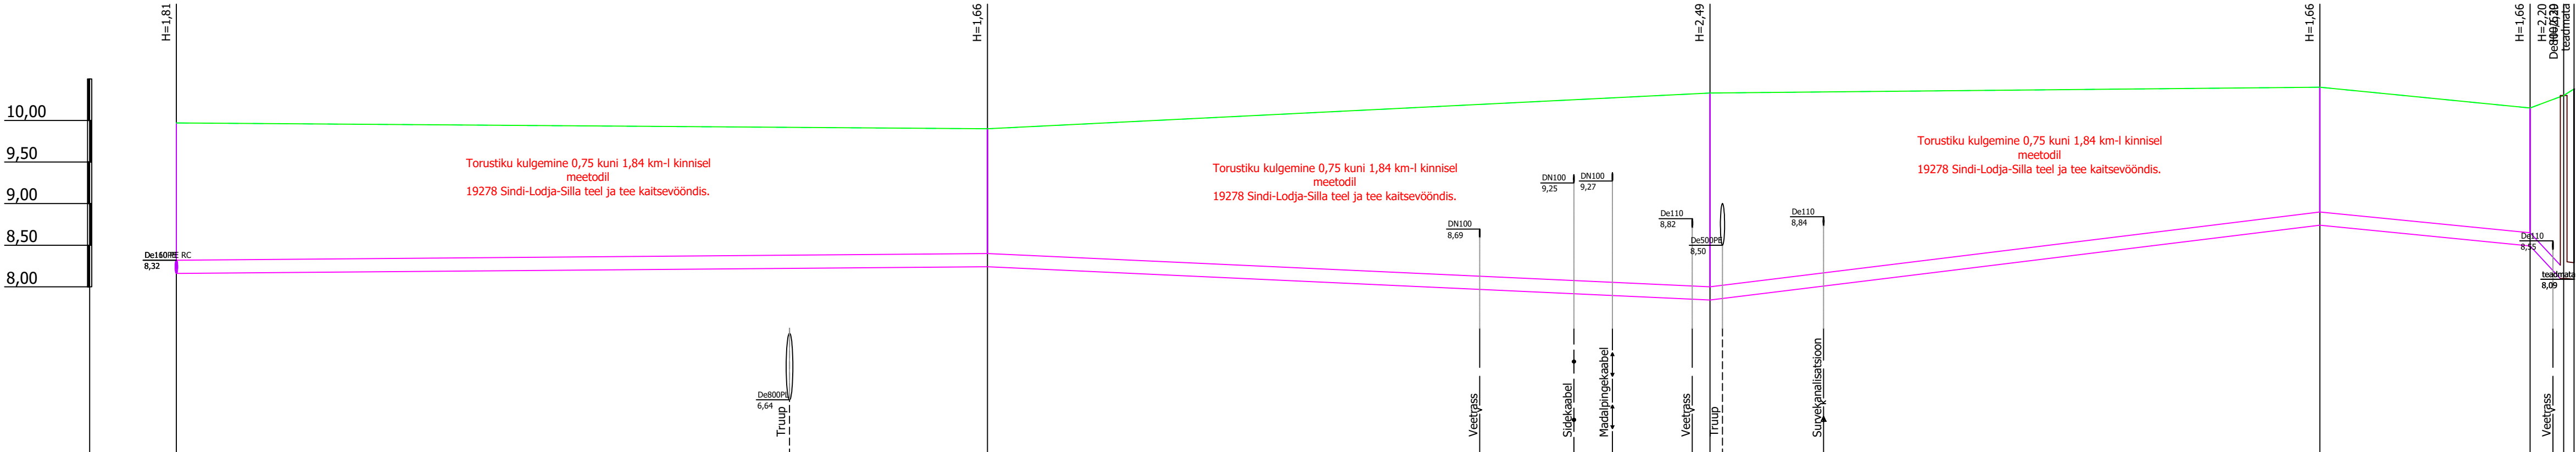 H=1,81
H=1,66
H=2,49
H=1,66
H=1,66
H=2,20
teadmata
10,00
9,50
9,00
8,50
8,00
Torustiku kulgemine 0,75 kuni 1,84 km-l kinnisel
meetodil
19278 Sindi-Lodja-Silla teel ja tee kaitsevööndis.
Torustiku kulgemine 0,75 kuni 1,84 km-l kinnisel
meetodil
19278 Sindi-Lodja-Silla teel ja tee kaitsevööndis.
Torustiku kulgemine 0,75 kuni 1,84 km-l kinnisel
meetodil
19278 Sindi-Lodja-Silla teel ja tee kaitsevööndis.
8,32
De800PL
6,64
Truup
DN100
8,69
Veetrass
DN100
9,25
Sidekaabel
DN100
9,27
Madalpingekaabel
De110
8,82
Veetrass
De500PE
8,50
Truup
De110
8,84
Survekanalisatsioon
De110
8,55
Veetrass
teadmata
8,09